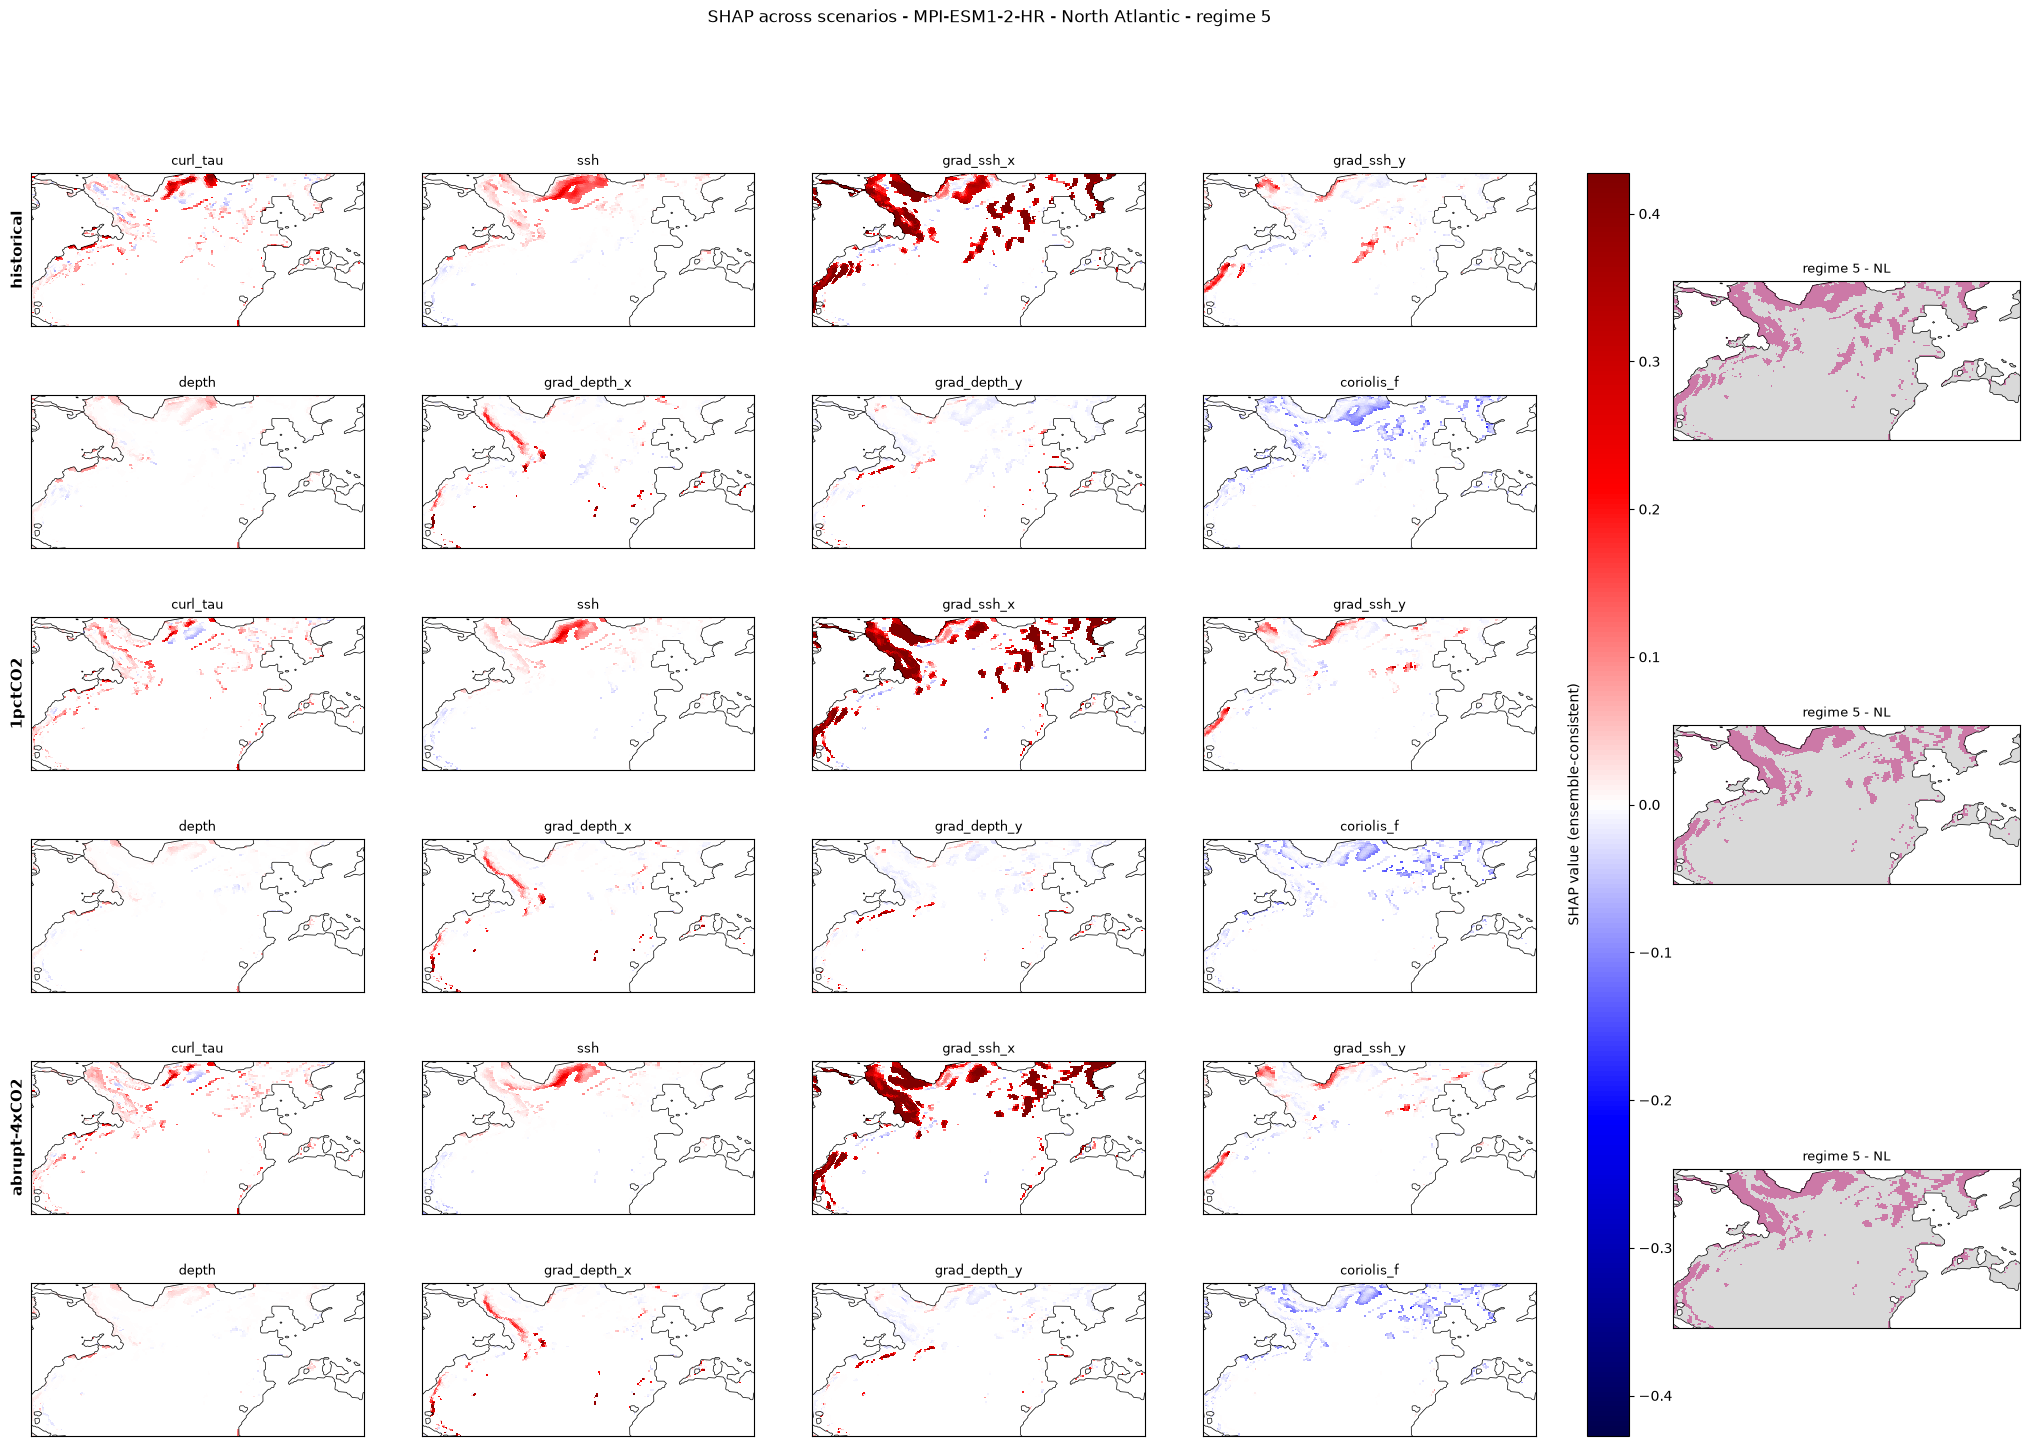 SHAP across scenarios - MPI-ESM1-2-HR - North Atlantic - regime 5
historical
curl_tau
ssh
grad_ssh_x
grad_ssh_y
depth
grad_depth_x
grad_depth_y
coriolis_f
1pctCO2
curl_tau
ssh
grad_ssh_x
grad_ssh_y
depth
grad_depth_x
grad_depth_y
coriolis_f
abrupt-4xCO2
curl_tau
ssh
grad_ssh_x
grad_ssh_y
depth
grad_depth_x
grad_depth_y
coriolis_f
SHAP value (ensemble-consistent)
0.4
0.3
0.2
0.1
0.0
−0.1
−0.2
−0.3
−0.4
regime 5 - NL
regime 5 - NL
regime 5 - NL